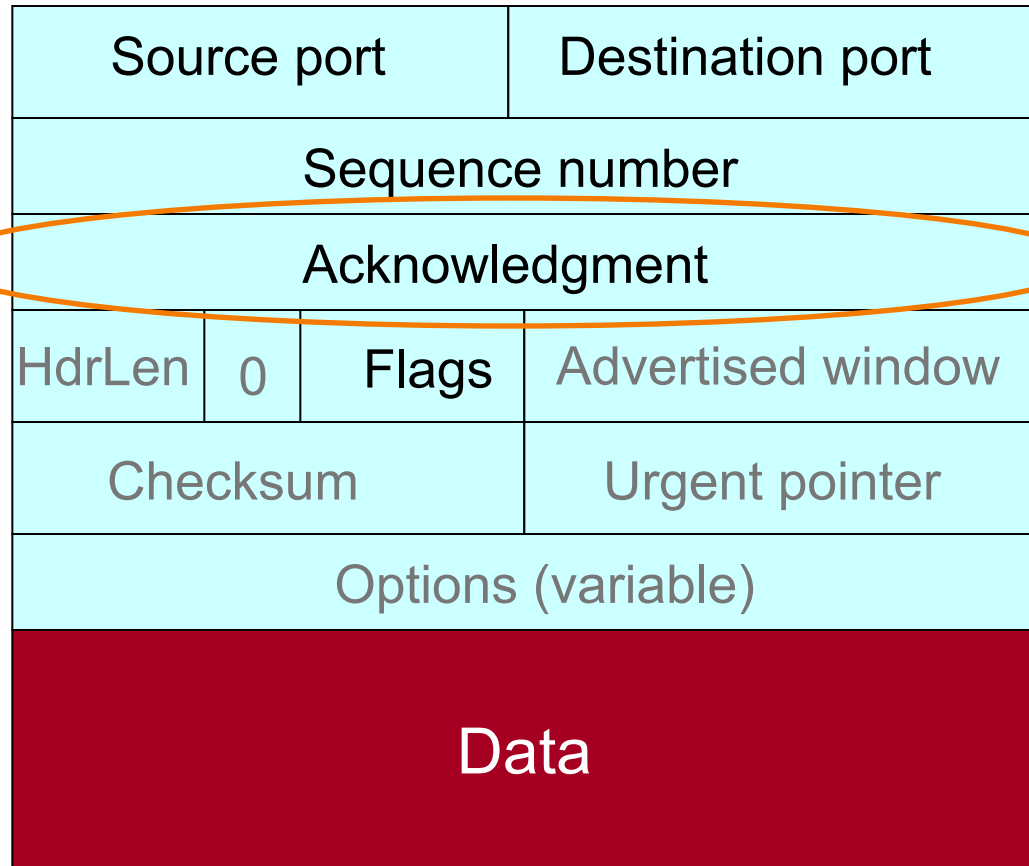 Source port Destination port
Sequence number
Acknowledgment
HdrLen 0 Flags Advertised window
Checksum Urgent pointer
Options (variable)
Data